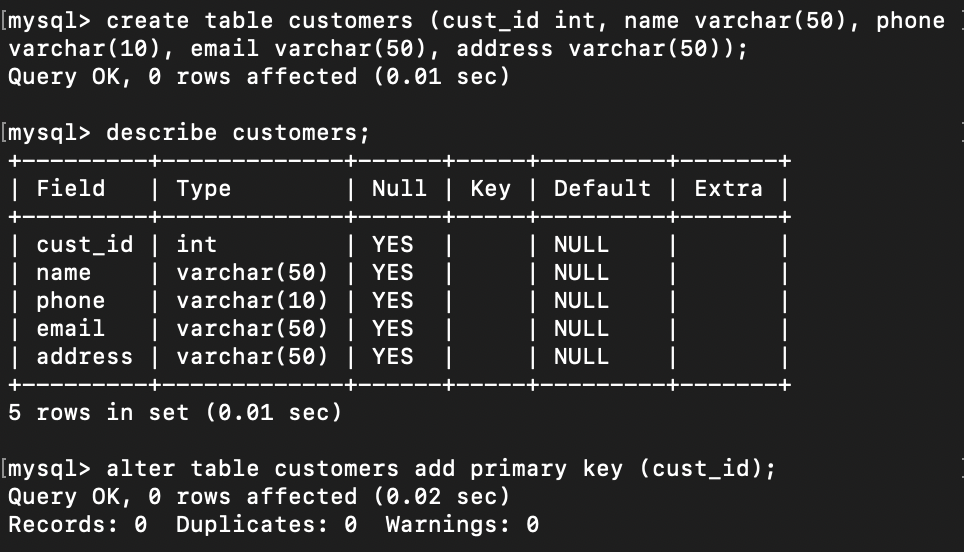 [mysql> create table customers (cust_id int, name varchar(50), phone ]
varchar(10), email varchar(50), address varchar(50));
Query OK, 0 rows affected (0.01 sec)
[mysql> describe customers; ]
+---------+-------------+------+-----+---------+-------+
| Field   | Type        | Null | Key | Default | Extra |
+---------+-------------+------+-----+---------+-------+
| cust_id | int         | YES  |     | NULL    |       |
| name    | varchar(50) | YES  |     | NULL    |       |
| phone   | varchar(10) | YES  |     | NULL    |       |
| email   | varchar(50) | YES  |     | NULL    |       |
| address | varchar(50) | YES  |     | NULL    |       |
+---------+-------------+------+-----+---------+-------+
5 rows in set (0.01 sec)
[mysql> alter table customers add primary key (cust_id); ]
Query OK, 0 rows affected (0.02 sec)
Records: 0  Duplicates: 0  Warnings: 0